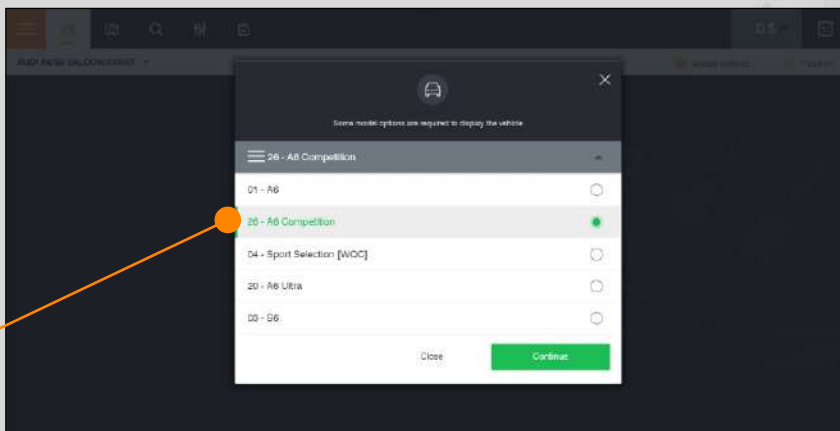 Some model options are required to display the vehicle
26 - A6 Competition
01 - A6
26 - A6 Competition
04 - Sport Selection [WQC]
20 - A6 Ultra
03 - S6
Close
Continue